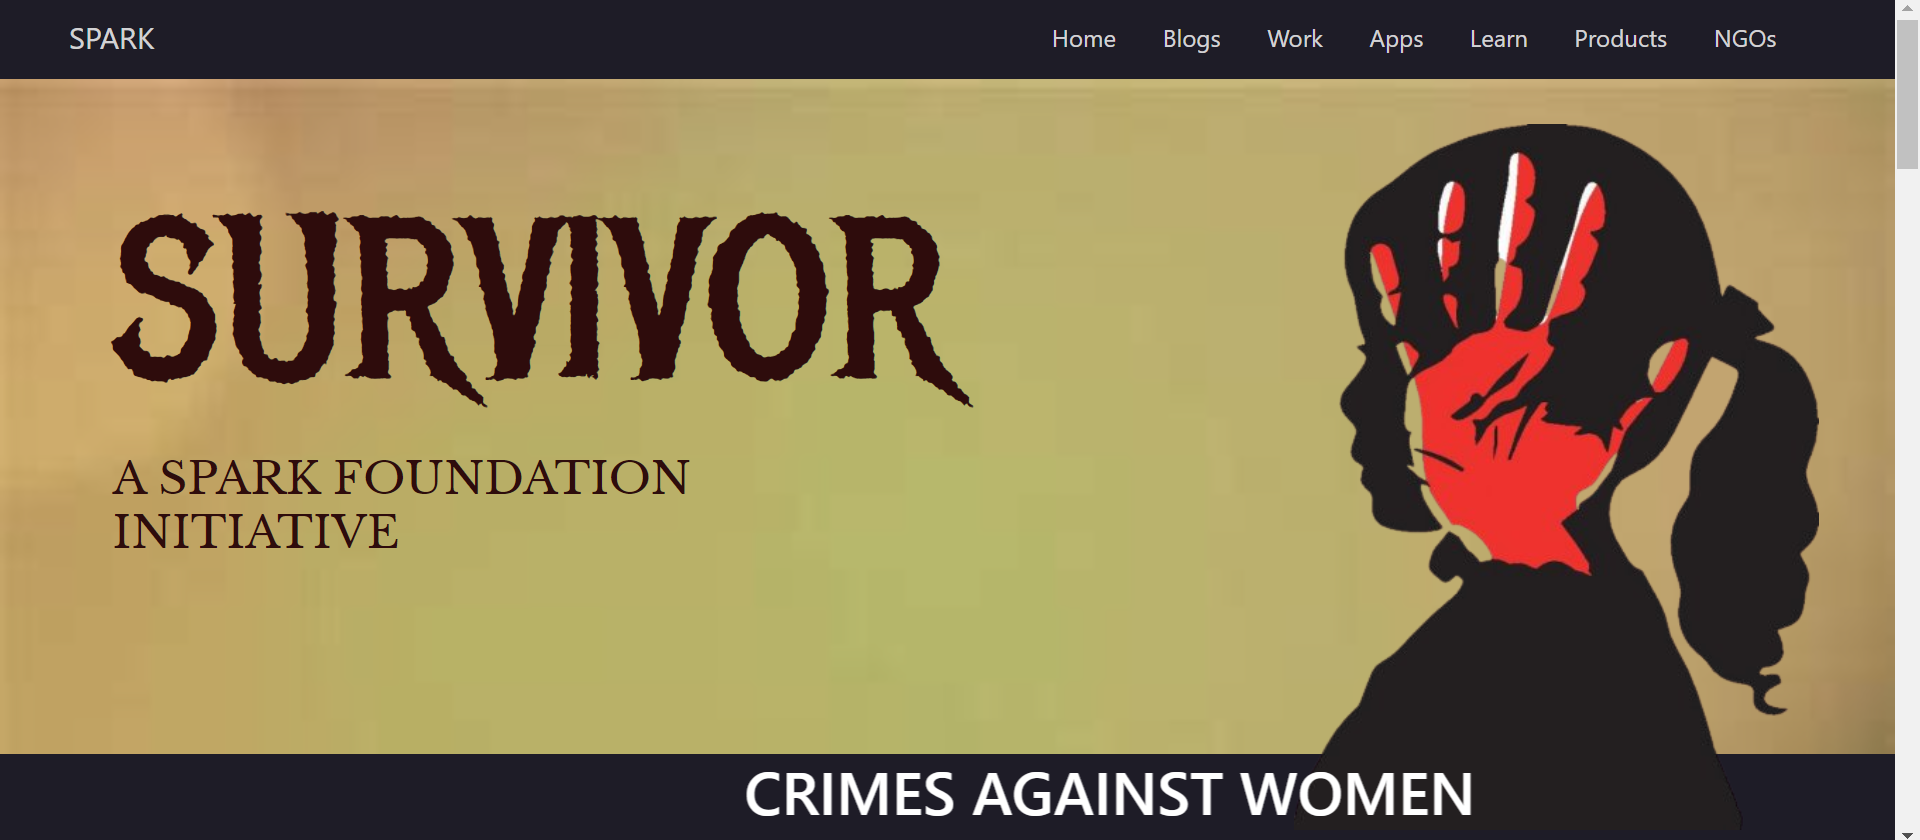 SPARK
Home Blogs Work Apps Learn Products NGOs
SURVIVOR
A SPARK FOUNDATION
INITIATIVE
CRIMES AGAINST WOMEN